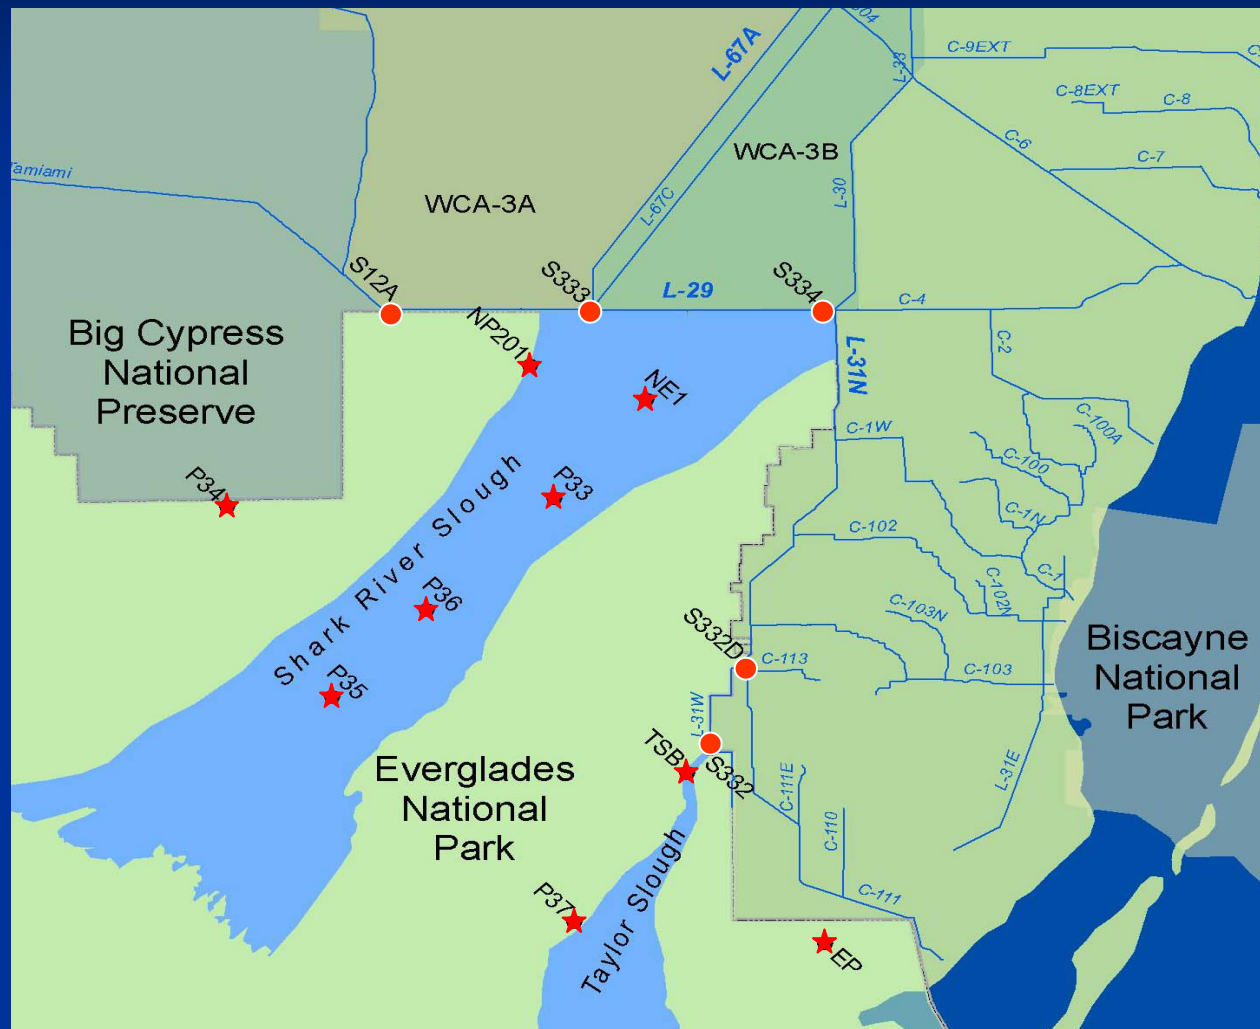 L-67A
C-9EXT
L-33
C-8EXT
C-8
C-6
C-7
WCA-3B
Tamiami
WCA-3A
L-67C
L-30
S12A
S333
L-29
S334
C-4
NP201
C-2
Big Cypress
National
Preserve
NE1
L-31N
C-1W
C-100A
C-100
P34
P33
C-1N
C-102
C-1
Shark River Slough
P36
C-102N
C-103N
S332D
C-113
C-103
Biscayne
National
Park
P35
L-31W
TSB
S332
Everglades
National
Park
C-111E
L-31E
C-110
Taylor Slough
P37
C-111
EP